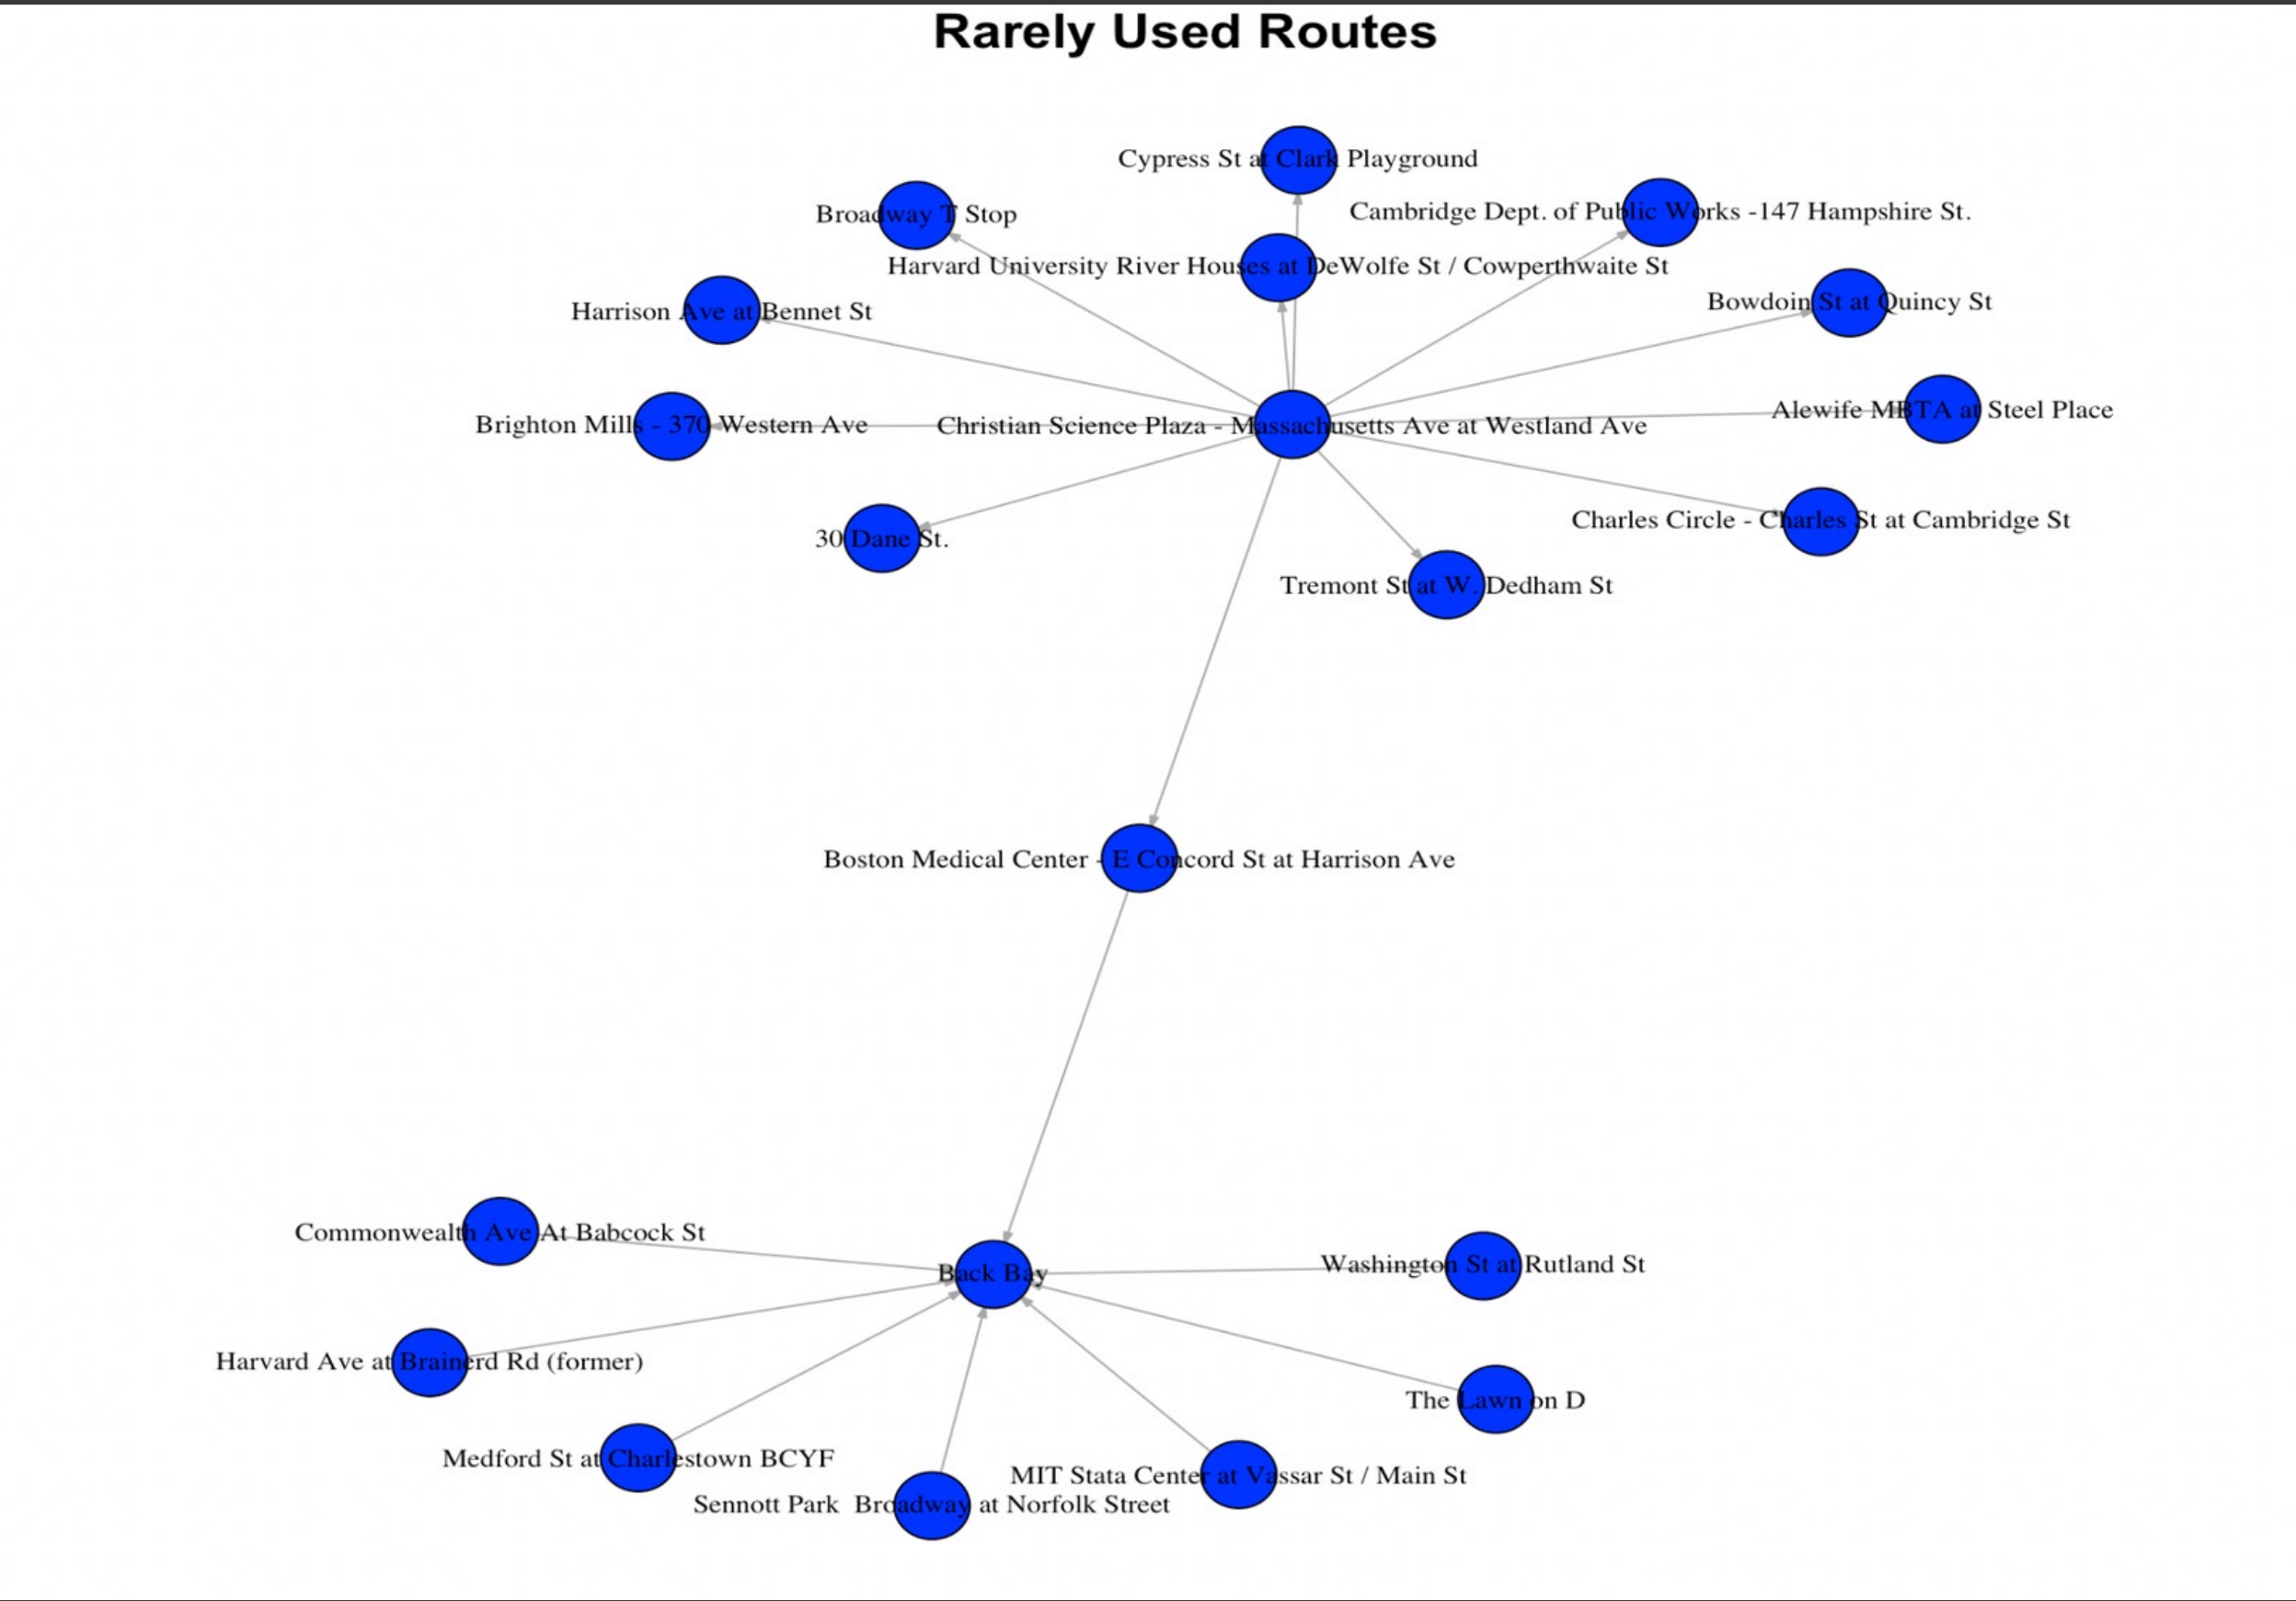 Rarely Used Routes
Cypress St at Clark Playground
Broadway T Stop
Cambridge Dept. of Public Works -147 Hampshire St.
Harvard University River Houses at DeWolfe St / Cowperthwaite St
Bowdoin St at Quincy St
Harrison Ave at Bennet St
Alewife MBTA at Steel Place
Brighton Mills - 370 Western Ave
Christian Science Plaza - Massachusetts Ave at Westland Ave
Charles Circle - Charles St at Cambridge St
30 Dane St.
Tremont St at W. Dedham St
Boston Medical Center - E Concord St at Harrison Ave
Commonwealth Ave At Babcock St
Washington St at Rutland St
Back Bay
Harvard Ave at Brainerd Rd (former)
The Lawn on D
Medford St at Charlestown BCYF
MIT Stata Center at Vassar St / Main St
Sennott Park  Broadway at Norfolk Street